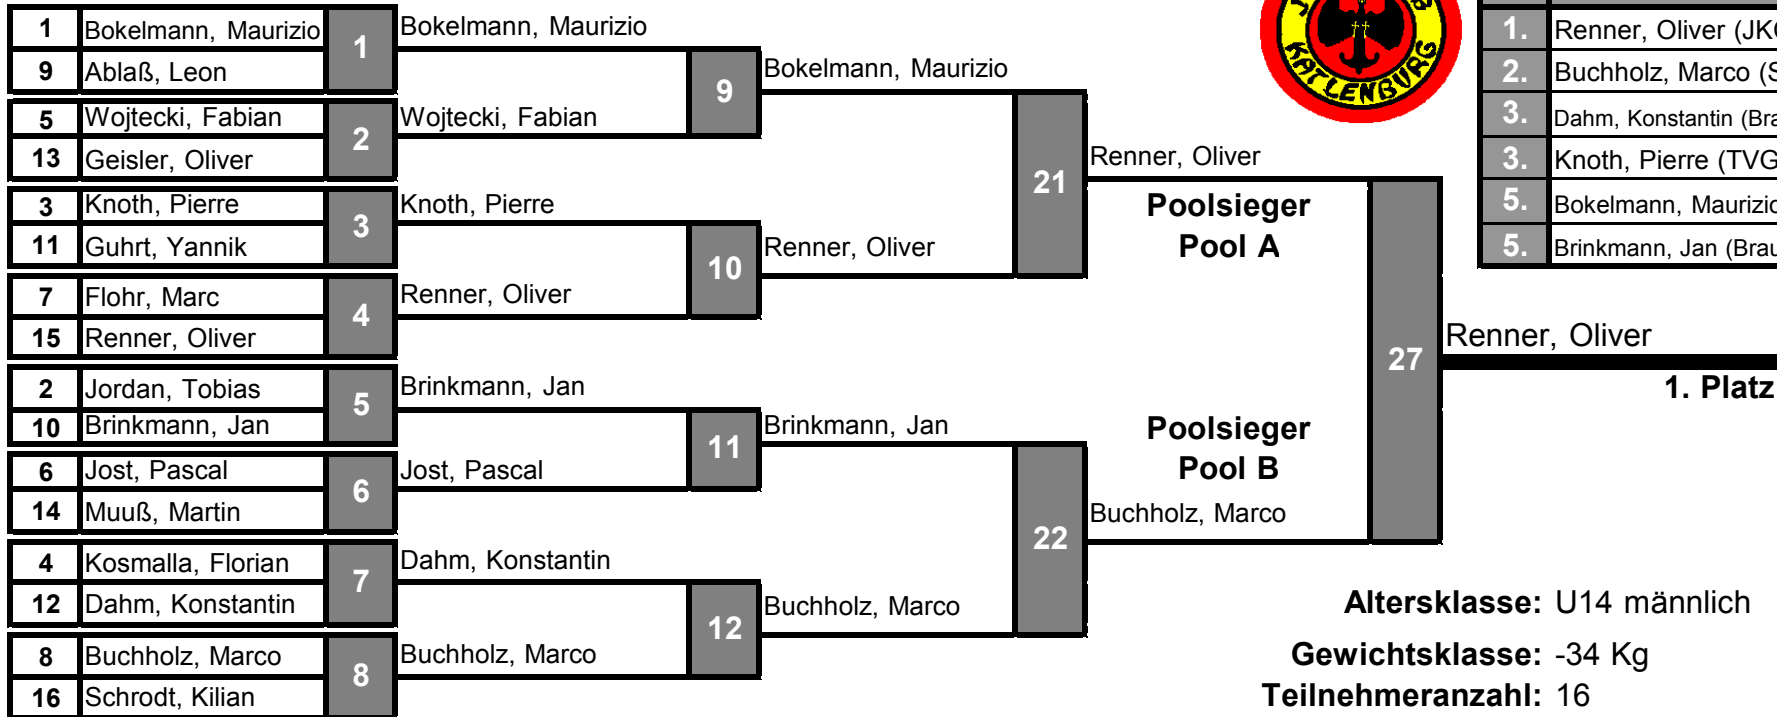 1 Bokelmann, Maurizio 1 Bokelmann, Maurizio
9 Ablaß, Leon
9 Bokelmann, Maurizio
5 Wojtecki, Fabian 2 Wojtecki, Fabian
13 Geisler, Oliver
21 Renner, Oliver
3 Knoth, Pierre 3 Knoth, Pierre
11 Guhrt, Yannik
10 Renner, Oliver
7 Flohr, Marc 4 Renner, Oliver
15 Renner, Oliver
Poolsieger
Pool A
KATLENBURG
1. Renner, Oliver (JK
2. Buchholz, Marco (S
3. Dahm, Konstantin (Bra
3. Knoth, Pierre (TVG
5. Bokelmann, Maurizio
5. Brinkmann, Jan (Brau
27 Renner, Oliver
1. Platz
2 Jordan, Tobias 5 Brinkmann, Jan
10 Brinkmann, Jan
11 Brinkmann, Jan
6 Jost, Pascal 6 Jost, Pascal
14 Muuß, Martin
Poolsieger
Pool B
22 Buchholz, Marco
4 Kosmalla, Florian 7 Dahm, Konstantin
12 Dahm, Konstantin
12 Buchholz, Marco
8 Buchholz, Marco 8 Buchholz, Marco
16 Schrodt, Kilian
Altersklasse: U14 männlich
Gewichtsklasse: -34 Kg
Teilnehmeranzahl: 16